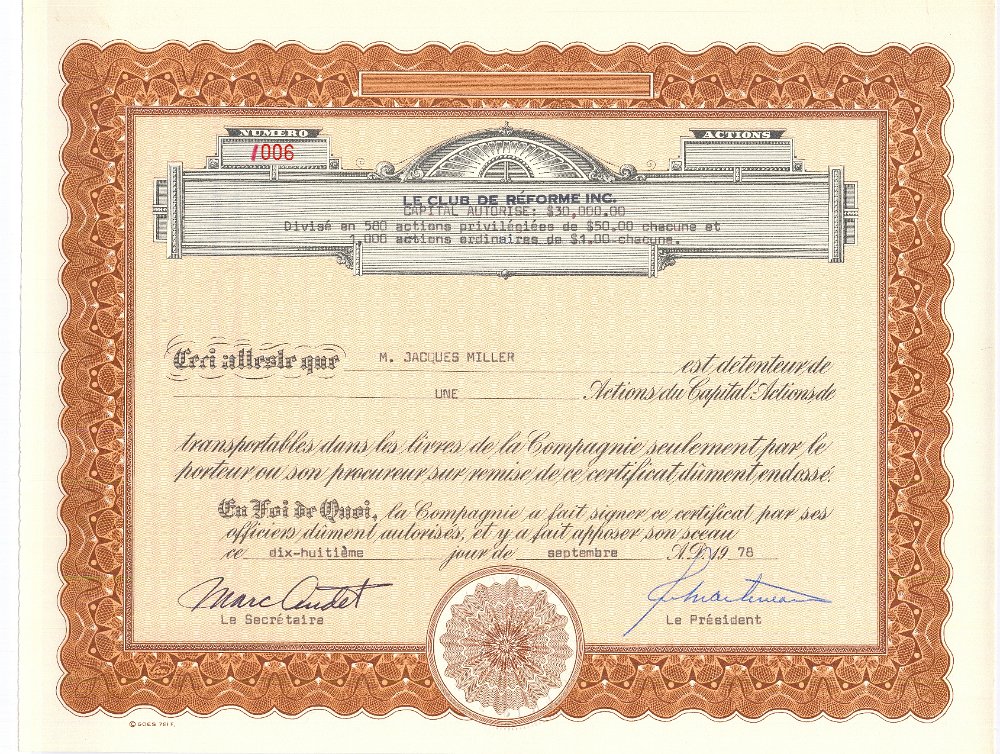 NUMERO
1006
ACTIONS
LE CLUB DE RÉFORME INC.
CAPITAL AUTORISE: $30,000.00
Divisé en 580 actions privilégiées de $50.00 chacune et
1,000 actions ordinaires de $1.00 chacune.
Ceci atteste que M. JACQUES MILLER est détenteur de
UNE Actions du Capital-Actions de
transportables dans les livres de la Compagnie seulement par le
porteur ou son procureur sur remise de ce certificat dûment endossé.
En Foi de Quoi, la Compagnie a fait signer ce certificat par ses
officiers dûment autorisés, et y a fait apposer son sceau
ce dix-huitième jour de septembre A.D. 19 78
Marc Audet
Le Secrétaire
Le Président
© GOES 781 F.